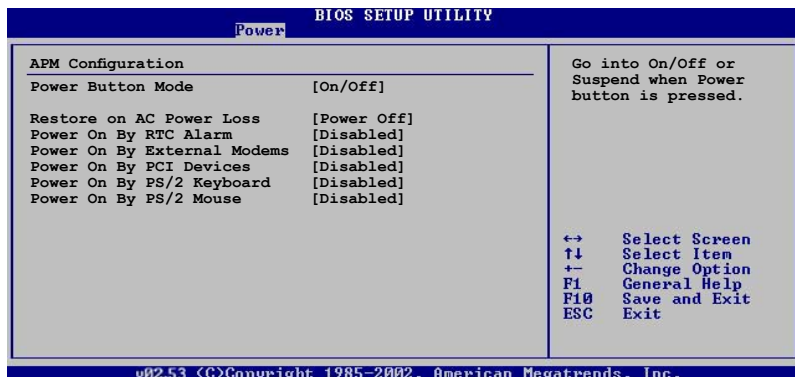 BIOS SETUP UTILITY
Power
APM Configuration
Power Button Mode [On/Off]
Restore on AC Power Loss [Power Off]
Power On By RTC Alarm [Disabled]
Power On By External Modems [Disabled]
Power On By PCI Devices [Disabled]
Power On By PS/2 Keyboard [Disabled]
Power On By PS/2 Mouse [Disabled]
Go into On/Off or
Suspend when Power
button is pressed.
←→ Select Screen
↑↓ Select Item
+- Change Option
F1 General Help
F10 Save and Exit
ESC Exit
v02.53 (C)Copyright 1985-2002, American Megatrends, Inc.